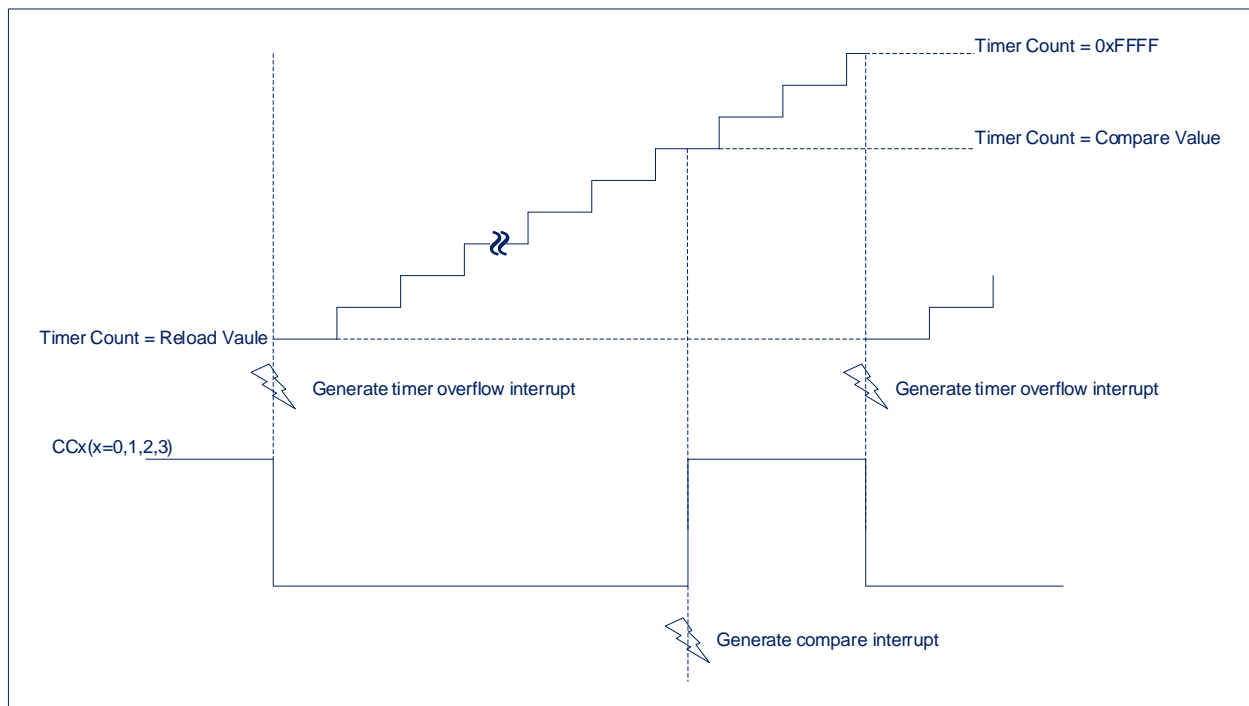 Timer Count = 0xFFFF
Timer Count = Compare Value
Timer Count = Reload Vaule
Generate timer overflow interrupt
Generate timer overflow interrupt
CCx(x=0,1,2,3)
Generate compare interrupt